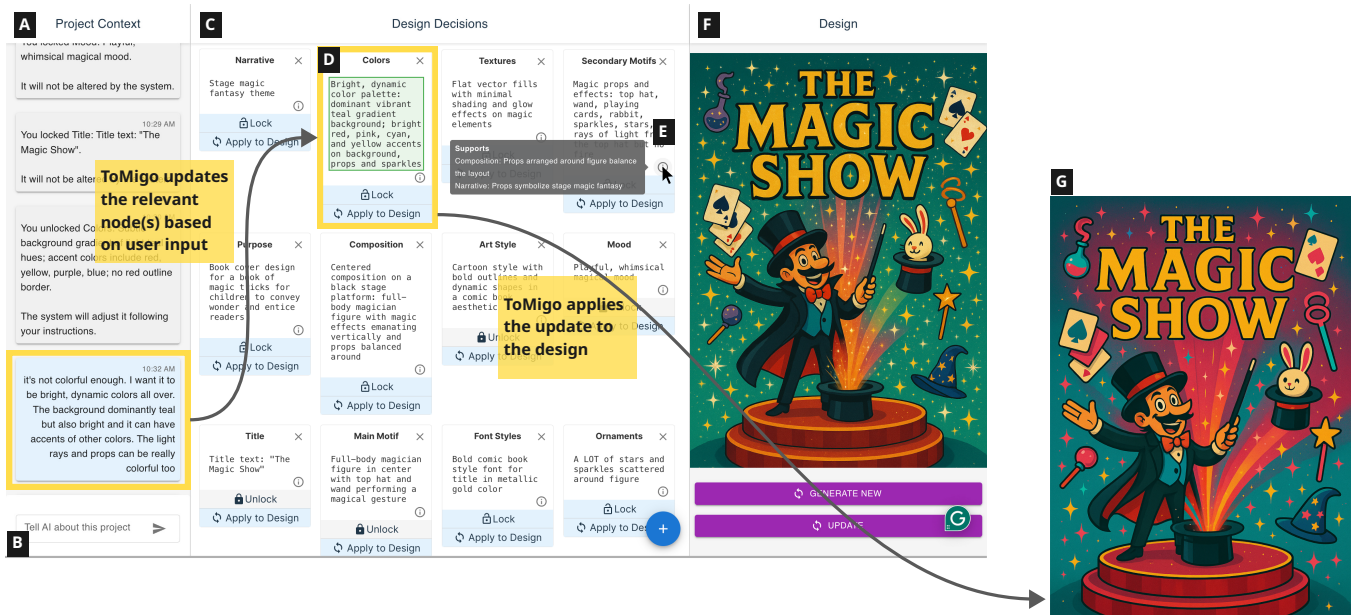 A
Project Context
You locked Mood: Playful,
whimsical magical mood.
It will not be altered by the system.
10:29 AM
You locked Title: Title text: "The
Magic Show".
It will not be
ToMigo updates
the relevant
node(s) based
on user input
You unlocked
background
hues; accent colors include red,
yellow, purple, blue; no red outline
border.
The system will adjust it following
your instructions.
10:32 AM
it's not colorful enough. I want it to
be bright, dynamic colors all over.
The background dominantly teal
but also bright and it can have
accents of other colors. The light
rays and props can be really
colorful too
Tell AI about this project
B
C
Design Decisions
Narrative
Stage magic
fantasy theme
Lock
Apply to Design
D
Colors
Bright, dynamic
color palette:
dominant vibrant
teal gradient
background; bright
red, pink, cyan,
and yellow accents
on background,
props and sparkles
Lock
Apply to Design
Textures
Flat vector fills
with minimal
shading and glow
effects on magic
elements
Secondary Motifs
Magic props and
effects: top hat,
wand, playing
cards, rabbit,
sparkles, stars,
rays of light
E
Supports
Composition: Props arranged around figure balance
the layout
Narrative: Props symbolize stage magic fantasy
Apply to Design
Purpose
Book cover design
for a book of
magic tricks for
children to convey
wonder and entice
readers
Lock
Apply to Design
Composition
Centered
composition on a
black stage
platform: full-
body magician
figure with magic
effects emanating
vertically and
props balanced
around
Lock
Apply to Design
Art Style
Cartoon style with
bold outlines and
dynamic shapes in
a comic
aesthetic
Unlock
Apply
Mood
Playful, whimsical
magical mood
ToMigo applies
the update to
the design
Title
Title text: "The
Magic Show"
Unlock
Apply to Design
Main Motif
Full-body magician
figure in center
with top hat and
wand performing a
magical gesture
Unlock
Apply to Design
Font Styles
Bold comic book
style font for
title in metallic
gold color
Lock
Apply to Design
Ornaments
A LOT of stars and
sparkles scattered
around figure
Lock
Apply to Design
+
F
Design
THE
MAGIC
SHOW
GENERATE NEW
UPDATE
G
G
THE
MAGIC
SHOW